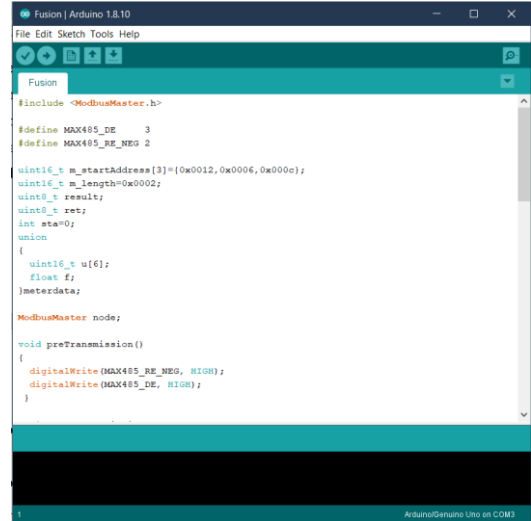 Fusion | Arduino 1.8.10
File Edit Sketch Tools Help
Fusion
#include <ModbusMaster.h>
#define MAX485_DE 3
#define MAX485_RE_NEG 2
uint16_t m_startAddress[3]={0x0012,0x0006,0x000c};
uint16_t m_length=0x0002;
uint8_t result;
uint8_t ret;
int sta=0;
union
{
uint16_t u[6];
float f;
}meterdata;
ModbusMaster node;
void preTransmission()
{
digitalWrite(MAX485_RE_NEG, HIGH);
digitalWrite(MAX485_DE, HIGH);
}
1
Arduino/Genuino Uno on COM3